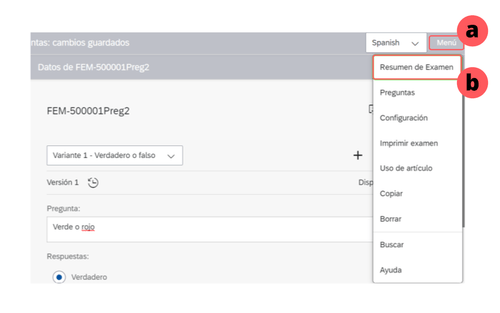 a
ntas: cambios guardados
Spanish
Menú
Datos de FEM-500001Preg2
Resumen de Examen
b
Preguntas
FEM-500001Preg2
Configuración
Imprimir examen
Variante 1 - Verdadero o falso
+
Uso de artículo
Versión 1
Disp
Copiar
Pregunta:
Borrar
Verde o rojo
Buscar
Respuestas:
Ayuda
Verdadero